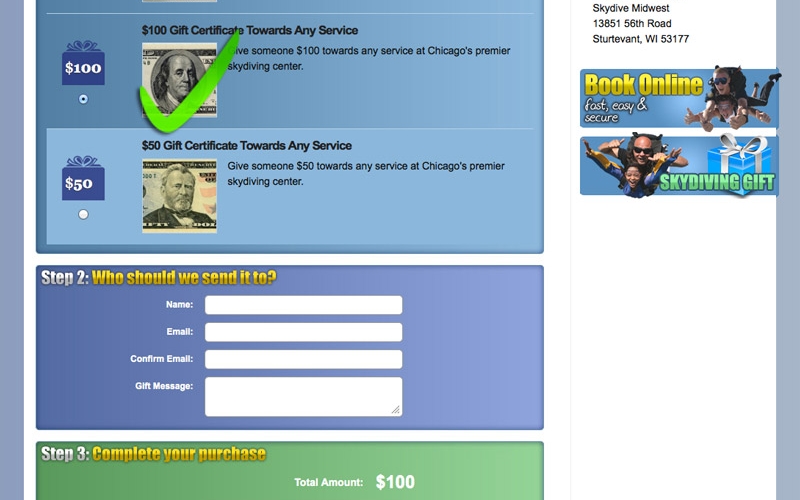 $100 Gift Certificate Towards Any Service
$100
Give someone $100 towards any service at Chicago's premier
skydiving center.
$50 Gift Certificate Towards Any Service
$50
Give someone $50 towards any service at Chicago's premier
skydiving center.
Step 2: Who should we send it to?
Name:
Email:
Confirm Email:
Gift Message:
Step 3: Complete your purchase
Total Amount: $100
Skydive Midwest
13851 56th Road
Sturtevant, WI 53177
Book Online
fast, easy &
secure
SKYDIVING GIFT